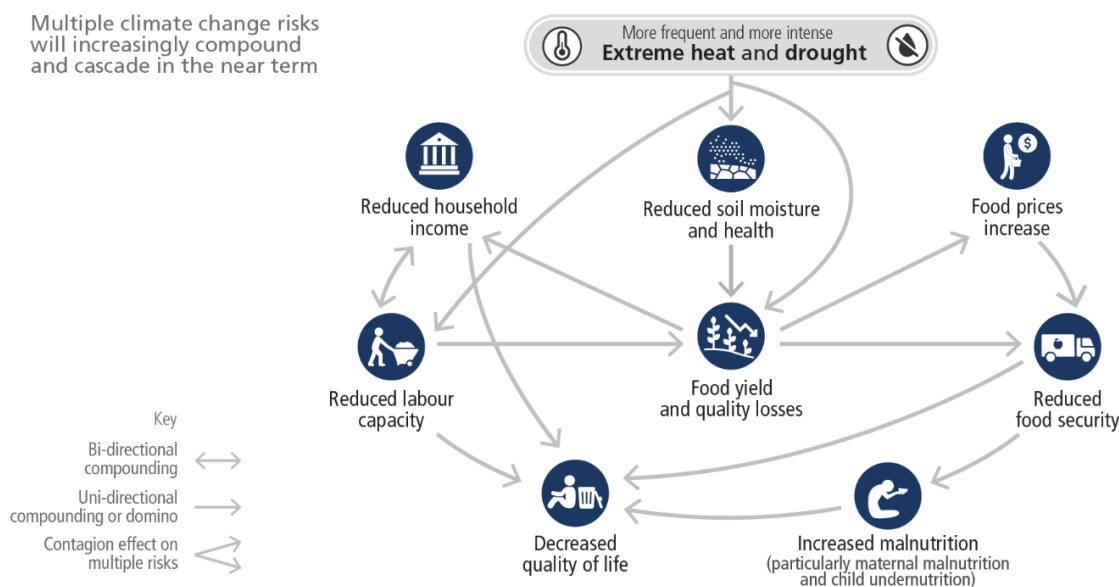 Multiple climate change risks
will increasingly compound
and cascade in the near term
More frequent and more intense
Extreme heat and drought
Reduced household
income
Reduced soil moisture
and health
$
Food prices
increase
Reduced labour
capacity
Food yield
and quality losses
Reduced
food security
Decreased
quality of life
Increased malnutrition
(particularly maternal malnutrition
and child undernutrition)
Key
Bi-directional
compounding
Uni-directional
compounding or domino
Contagion effect on
multiple risks